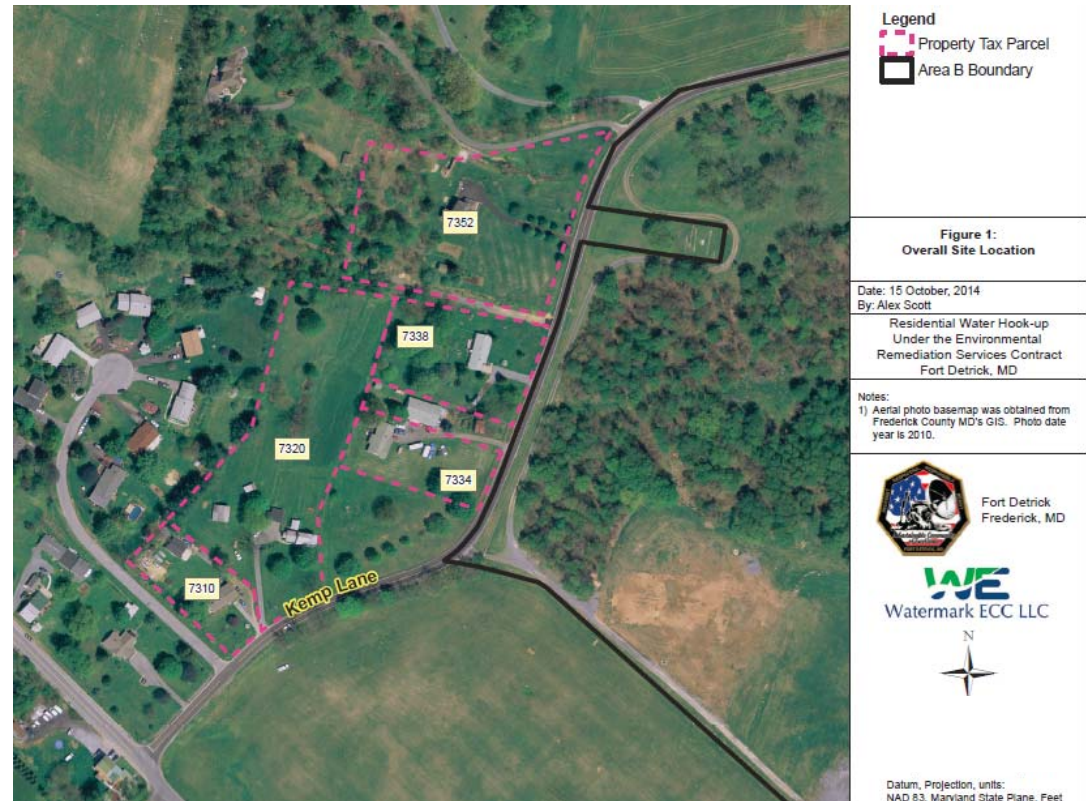 Legend
Property Tax Parcel
Area B Boundary
7352
7338
7320
7334
7310
Kemp Lane
Figure 1:
Overall Site Location
Date: 15 October, 2014
By: Alex Scott
Residential Water Hook-up
Under the Environmental
Remediation Services Contract
Fort Detrick, MD
Notes:
1) Aerial photo basemap was obtained from
Frederick County MD's GIS. Photo date
year is 2010.
Fort Detrick
Frederick, MD
WE
Watermark ECC LLC
N
Datum, Projection, units:
NAD 83, Maryland State Plane, Feet